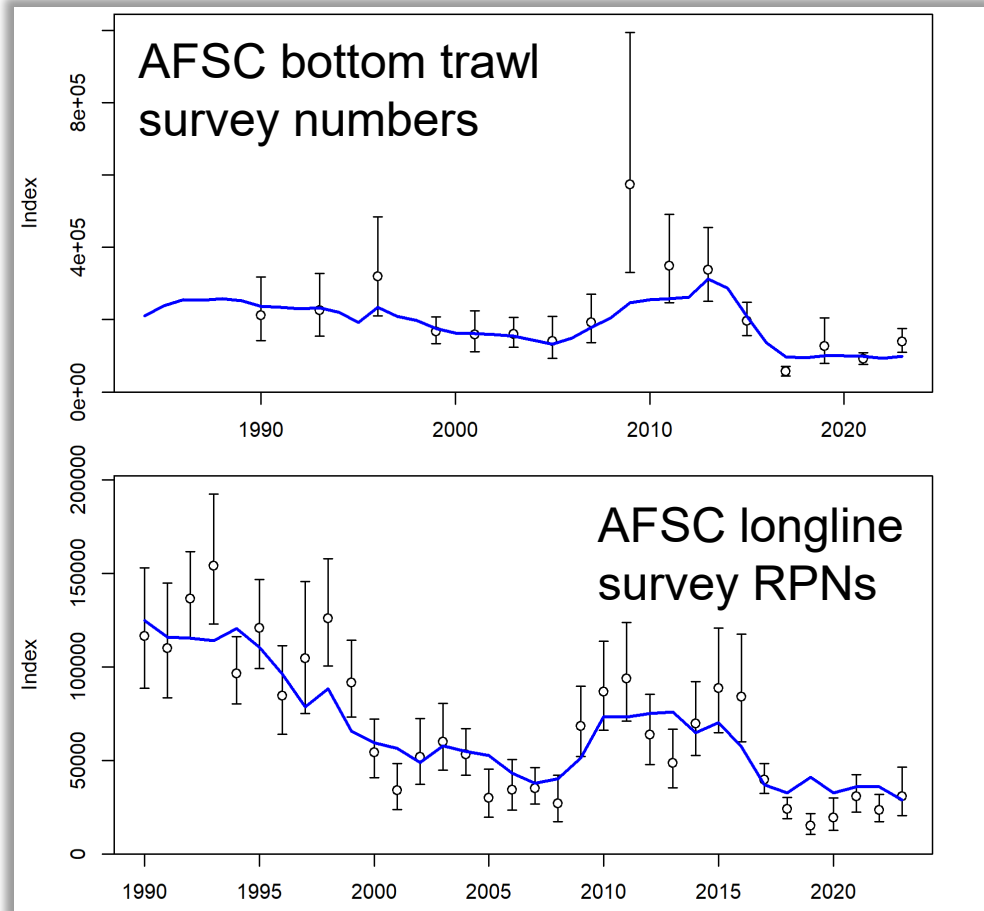 AFSC bottom trawl
survey numbers
Index
8e+05
4e+05
0e+00
1990 2000 2010 2020
AFSC longline
survey RPNs
Index
200000
150000
100000
50000
0
1990 1995 2000 2005 2010 2015 2020